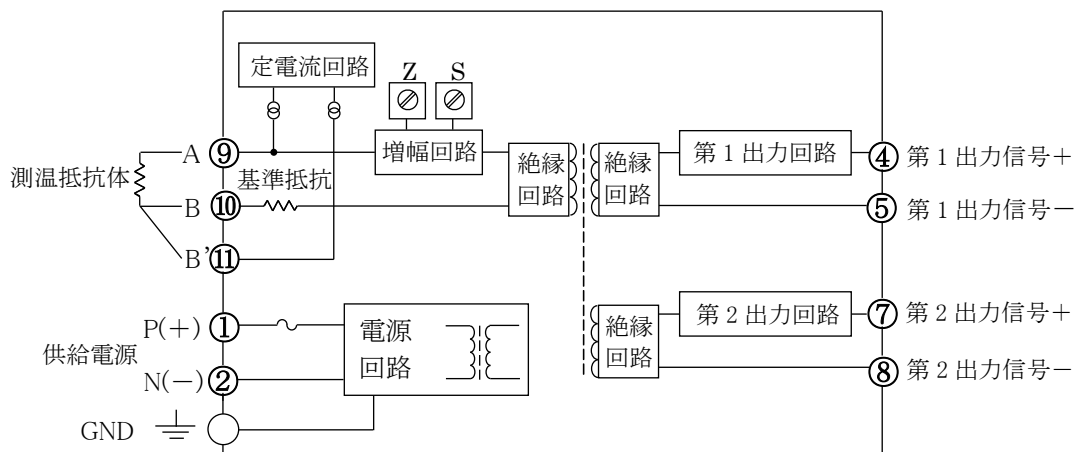 定電流回路
Z
S
増幅回路
A ⑨
測温抵抗体
基準抵抗
B ⑩
B' ⑪
絶縁
回路
絶縁
回路
第1出力回路
④ 第1出力信号+
⑤ 第1出力信号−
P(+) ①
供給電源
N(−) ②
GND
電源
回路
絶縁
回路
第2出力回路
⑦ 第2出力信号+
⑧ 第2出力信号−